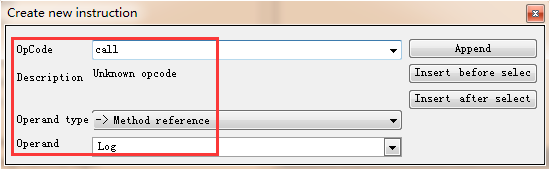 Create new instruction
OpCode call Append
Description Unknown opcode Insert before selec
Insert after select
Operand type -> Method reference
Operand Log